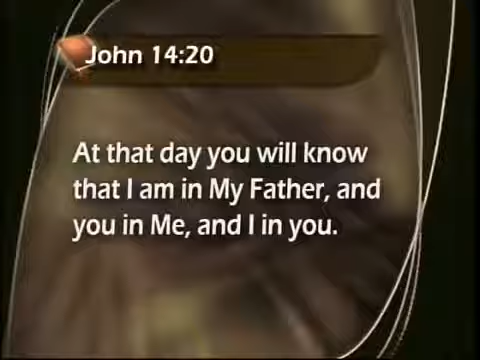 John 14:20
At that day you will know
that I am in My Father, and
you in Me, and I in you.